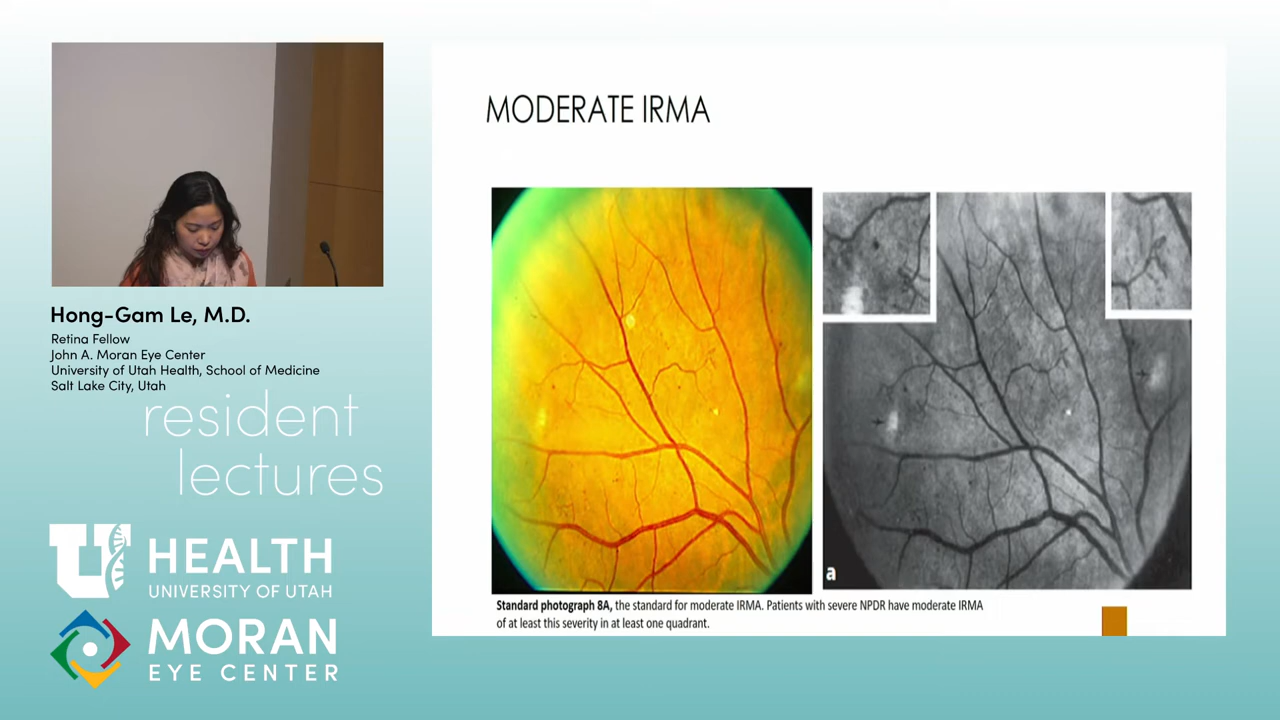 MODERATE IRMA
Hong-Gam Le, M.D.
Retina Fellow
John A. Moran Eye Center
University of Utah Health, School of Medicine
Salt Lake City, Utah
resident
lectures
U
HEALTH
UNIVERSITY OF UTAH
MORAN
EYE CENTER
a
Standard photograph 8A, the standard for moderate IRMA. Patients with severe NPDR have moderate IRMA
of at least this severity in at least one quadrant.